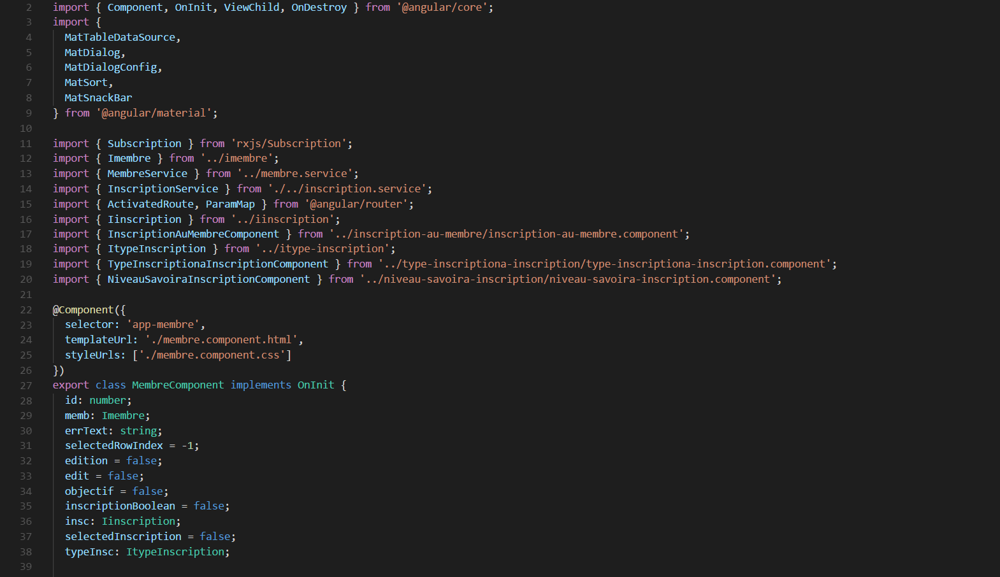 2 import { Component, OnInit, ViewChild, OnDestroy } from '@angular/core';
3 import {
4   MatTableDataSource,
5   MatDialog,
6   MatDialogConfig,
7   MatSort,
8   MatSnackBar
9 } from '@angular/material';
10
11 import { Subscription } from 'rxjs/Subscription';
12 import { Imembre } from '../imembre';
13 import { MembreService } from '../membre.service';
14 import { InscriptionService } from './../inscription.service';
15 import { ActivatedRoute, ParamMap } from '@angular/router';
16 import { Iinscription } from '../iinscription';
17 import { InscriptionAuMembreComponent } from '../inscription-au-membre/inscription-au-membre.component';
18 import { ItypeInscription } from '../itype-inscription';
19 import { TypeInscriptionaInscriptionComponent } from '../type-inscriptiona-inscription/type-inscriptiona-inscription.component';
20 import { NiveauSavoiraInscriptionComponent } from '../niveau-savoira-inscription/niveau-savoira-inscription.component';
21
22 @Component({
23   selector: 'app-membre',
24   templateUrl: './membre.component.html',
25   styleUrls: ['./membre.component.css']
26 })
27 export class MembreComponent implements OnInit {
28   id: number;
29   memb: Imembre;
30   errText: string;
31   selectedRowIndex = -1;
32   edition = false;
33   edit = false;
34   objectif = false;
35   inscriptionBoolean = false;
36   insc: Iinscription;
37   selectedInscription = false;
38   typeInsc: ItypeInscription;
39